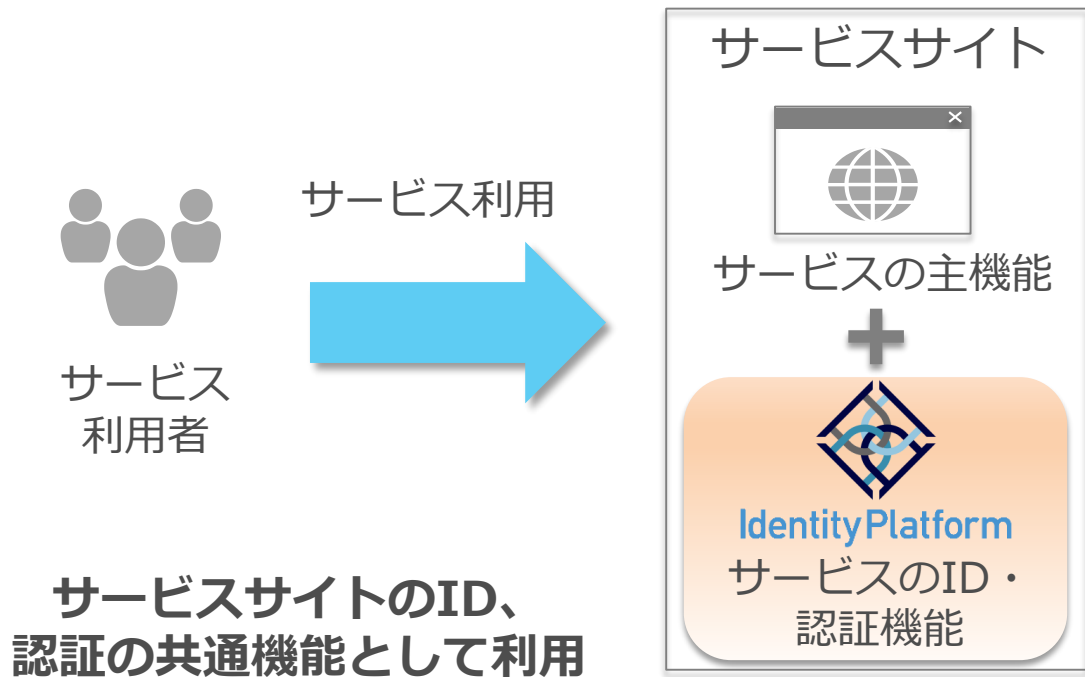 サービスサイト
サービス利用
サービスの主機能
サービス
利用者
IdentityPlatform
サービスのID・
認証機能
サービスサイトのID、
認証の共通機能として利用